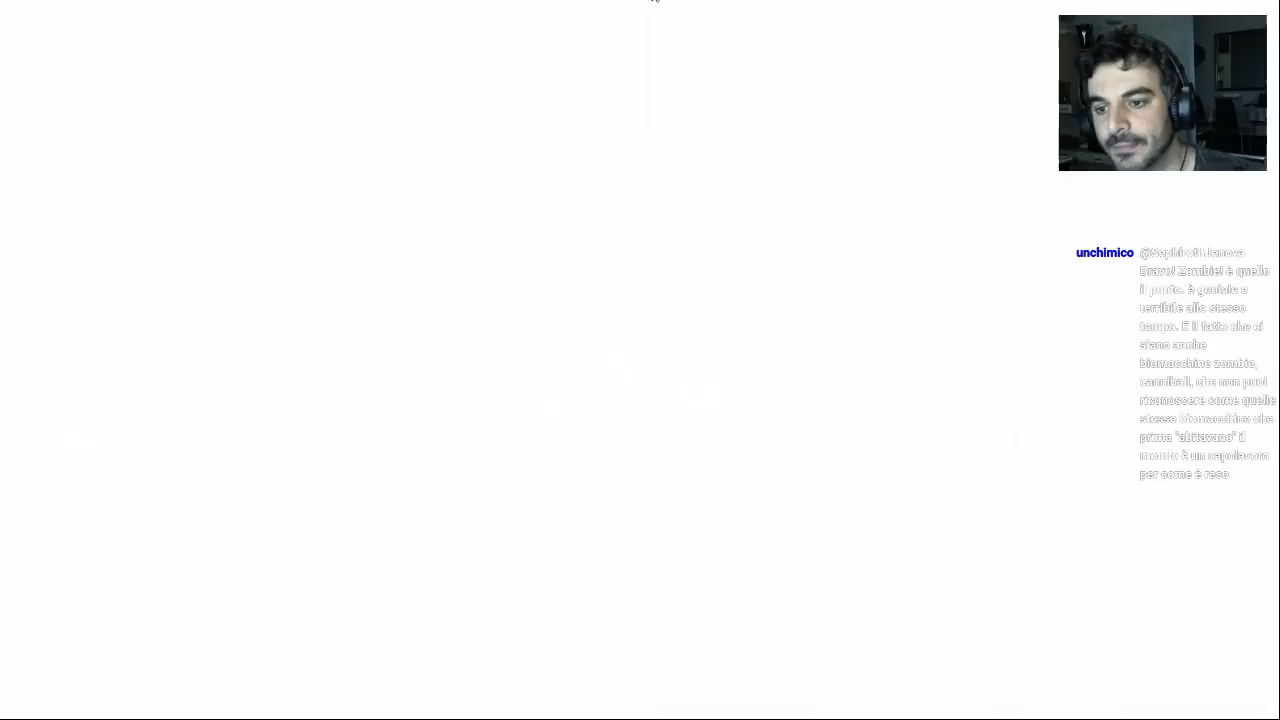 unchimico @SephirothJenova
Bravo! Zombie! è quello
il punto. è geniale e
terribile allo stesso
tempo. E il fatto che ci
siano anche
biomacchine zombie,
cannibali, che non puoi
riconoscere come quelle
stesse biomacchine che
prima "abitavano" il
mondo è un capolavoro
per come è reso